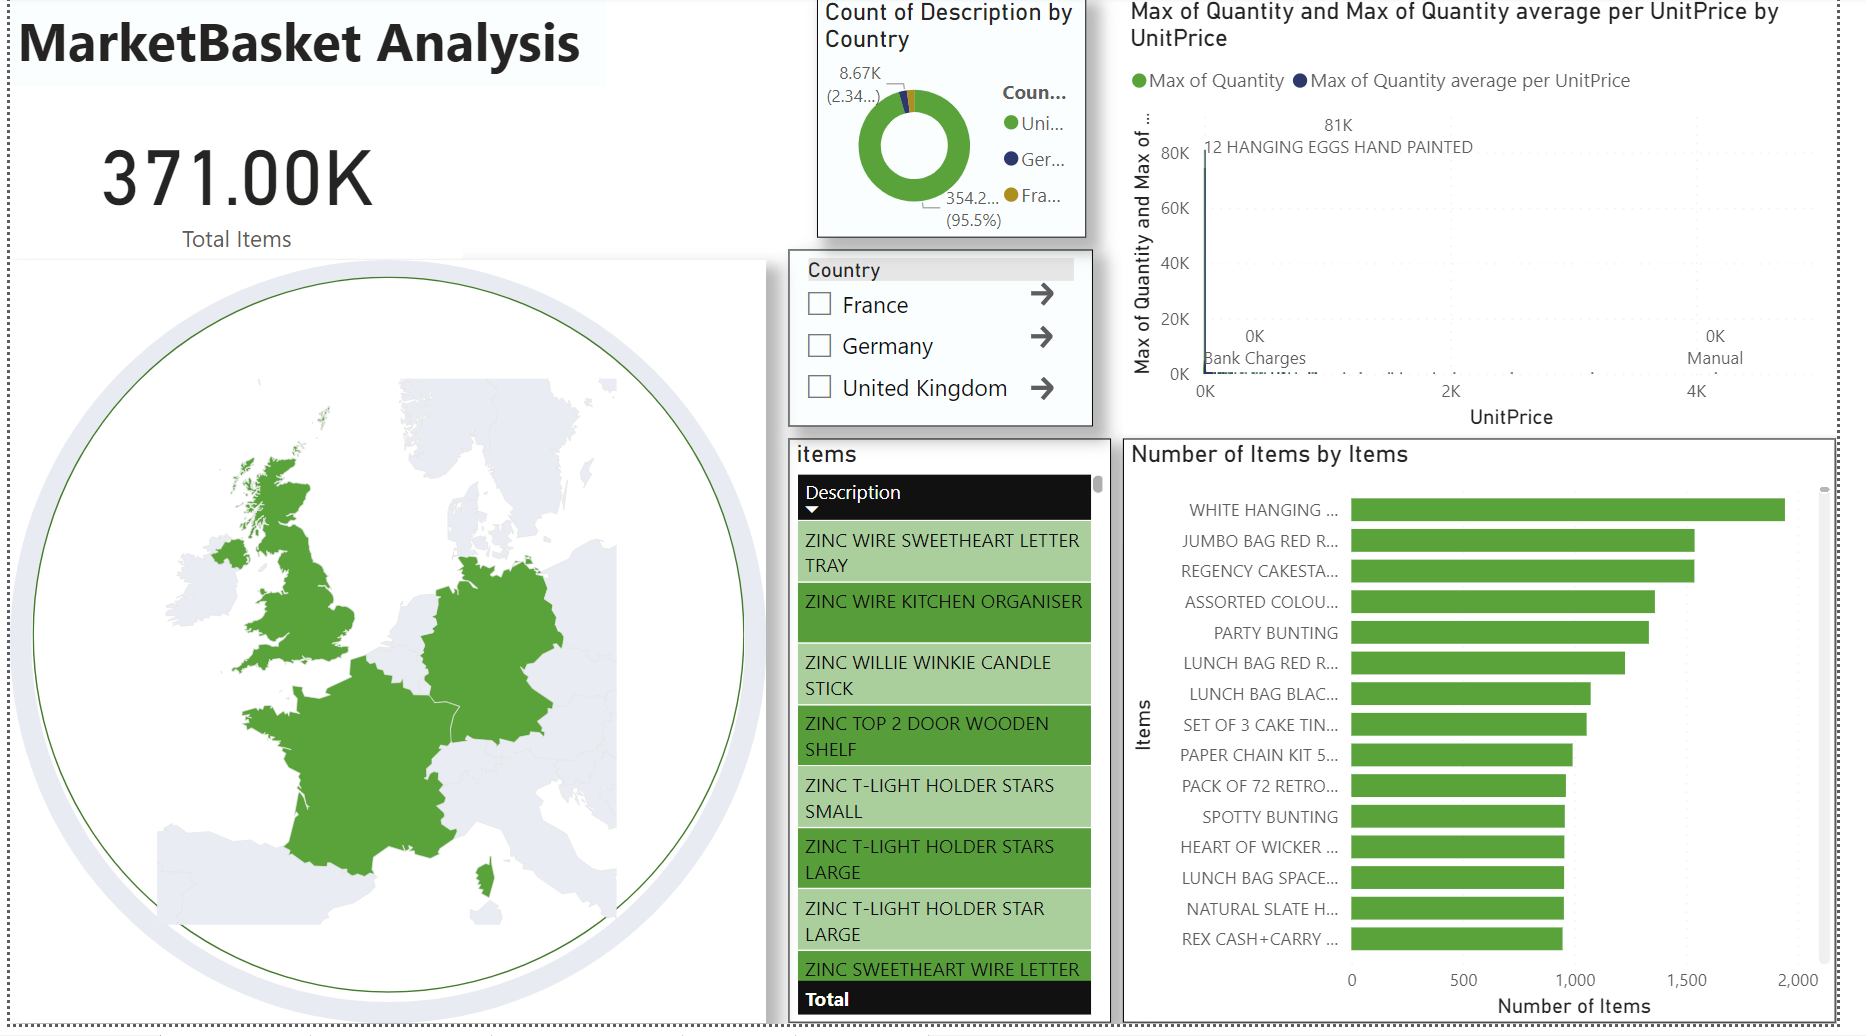 MarketBasket Analysis
371.00K
Total Items
Count of Description by
Country
8.67K
(2.34...)
354.2...
(95.5%)
Coun...
Uni...
Ger...
Fra...
Country
France
Germany
United Kingdom
items
Description
ZINC WIRE SWEETHEART LETTER
TRAY
ZINC WIRE KITCHEN ORGANISER
ZINC WILLIE WINKIE CANDLE
STICK
ZINC TOP 2 DOOR WOODEN
SHELF
ZINC T-LIGHT HOLDER STARS
SMALL
ZINC T-LIGHT HOLDER STARS
LARGE
ZINC T-LIGHT HOLDER STAR
LARGE
ZINC SWEETHEART WIRE LETTER
Total
Max of Quantity and Max of Quantity average per UnitPrice by
UnitPrice
Max of Quantity
Max of Quantity average per UnitPrice
Max of Quantity and Max of ...
80K
60K
40K
20K
0K
81K
12 HANGING EGGS HAND PAINTED
0K
Bank Charges
0K
Manual
0K
2K
4K
UnitPrice
Number of Items by Items
Items
WHITE HANGING ...
JUMBO BAG RED R...
REGENCY CAKESTA...
ASSORTED COLOU...
PARTY BUNTING
LUNCH BAG RED R...
LUNCH BAG BLAC...
SET OF 3 CAKE TIN...
PAPER CHAIN KIT 5...
PACK OF 72 RETRO...
SPOTTY BUNTING
HEART OF WICKER ...
LUNCH BAG SPACE...
NATURAL SLATE H...
REX CASH+CARRY ...
0
500
1,000
1,500
2,000
Number of Items